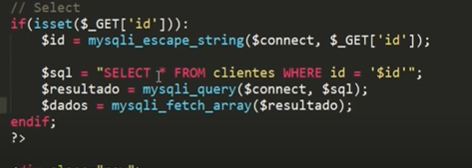 // Select
if(isset($_GET['id'])):
$id = mysqli_escape_string($connect, $_GET['id']);
$sql = "SELECT * FROM clientes WHERE id = '$id'";
$resultado = mysqli_query($connect, $sql);
$dados = mysqli_fetch_array($resultado);
endif;
?>